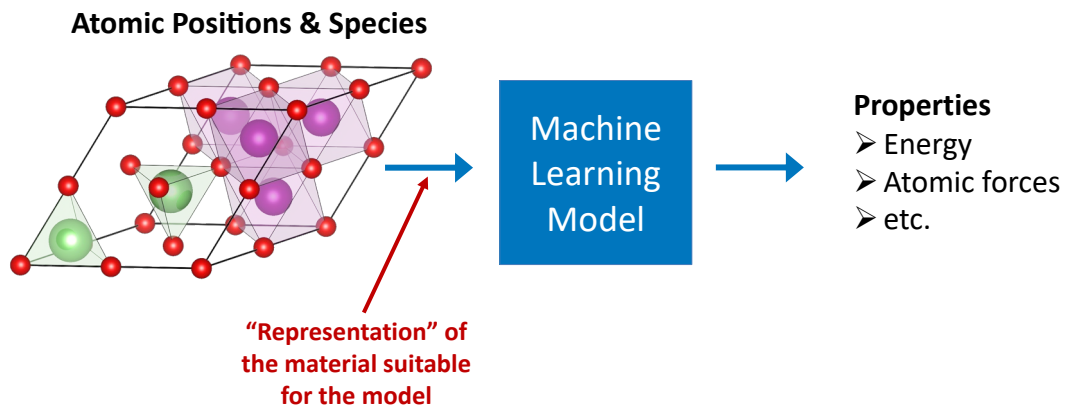 Atomic Positions & Species
Machine
Learning
Model
Properties
➢ Energy
➢ Atomic forces
➢ etc.
“Representation” of
the material suitable
for the model